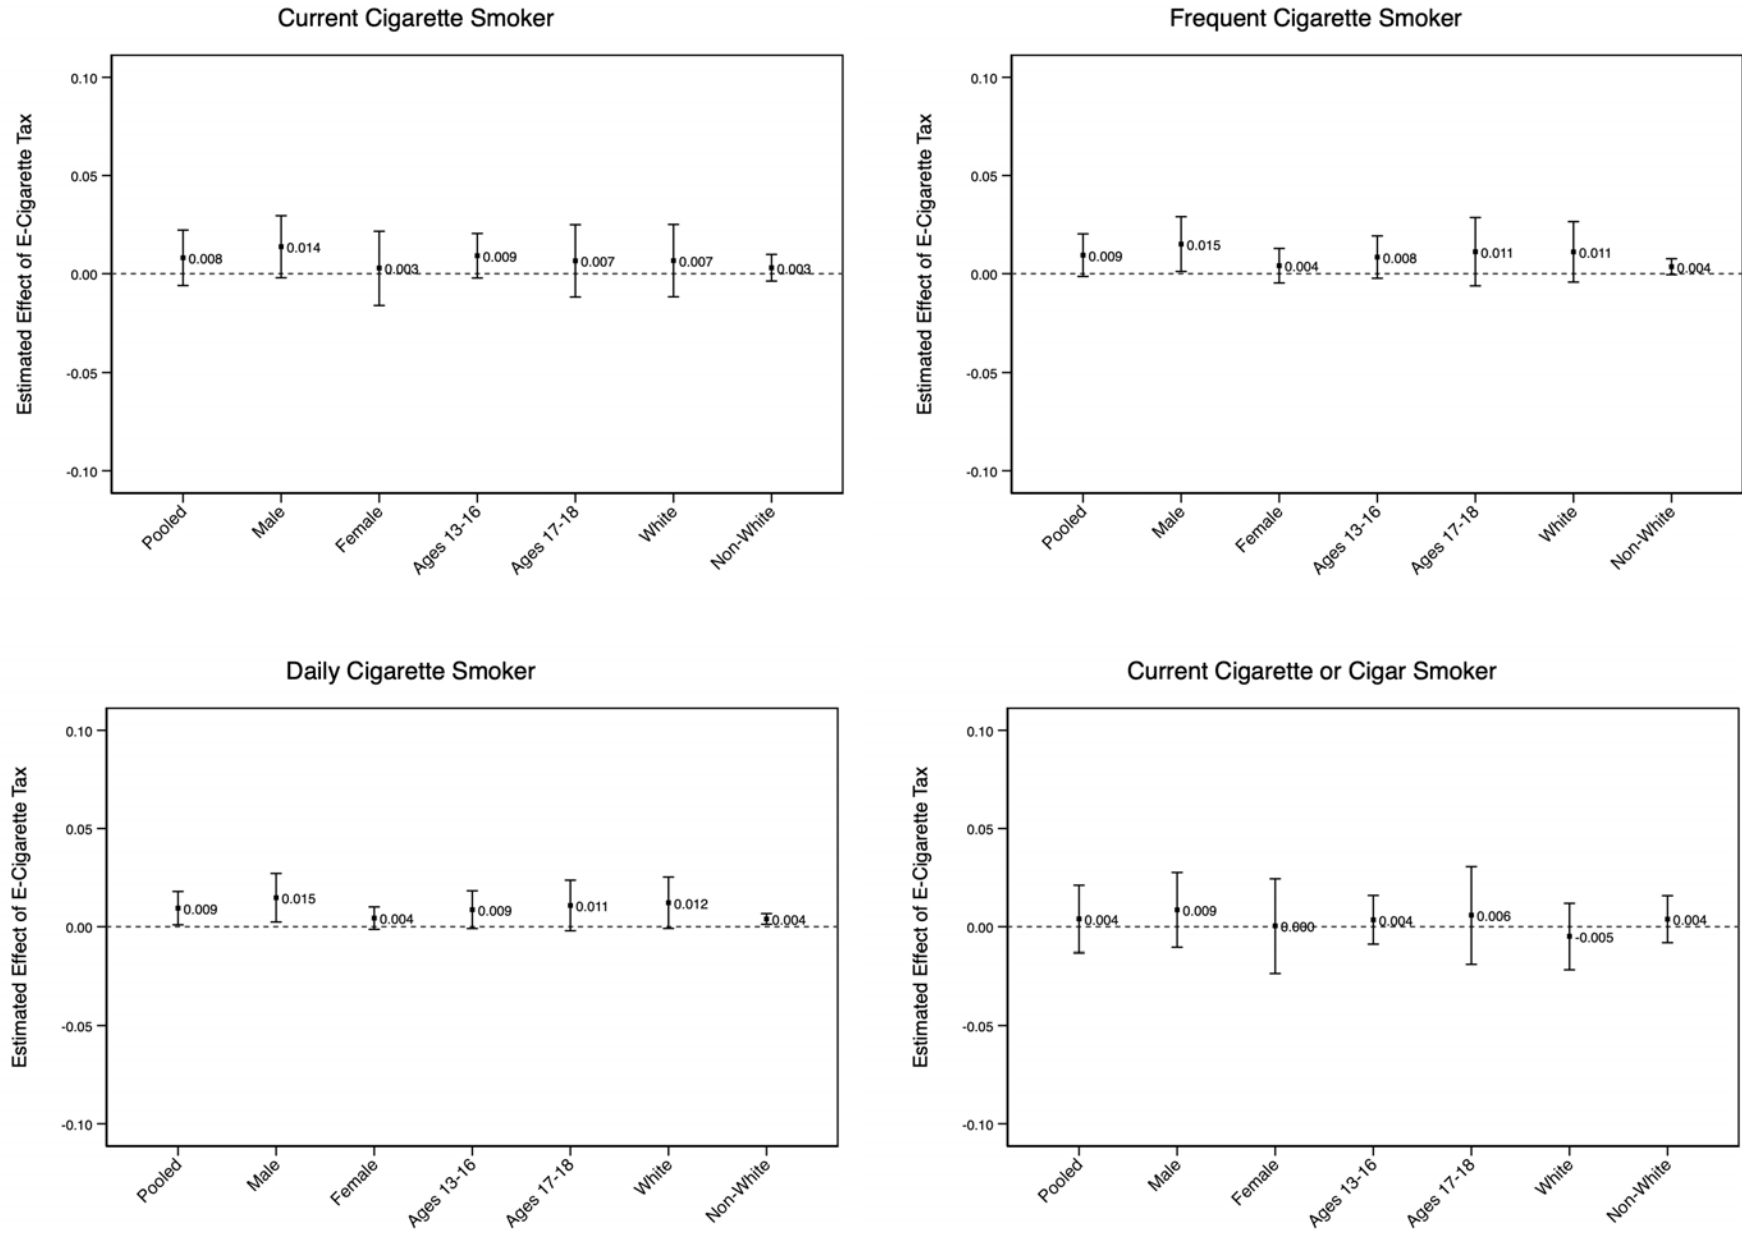 Current Cigarette Smoker
Estimated Effect of E-Cigarette Tax
0.10
0.05
0.00
-0.05
-0.10
0.008
0.014
0.003
0.009
0.007
0.007
0.003
Pooled
Male
Female
Ages 13-16
Ages 17-18
White
Non-White
Frequent Cigarette Smoker
Estimated Effect of E-Cigarette Tax
0.10
0.05
0.00
-0.05
-0.10
0.009
0.015
0.004
0.008
0.011
0.011
0.004
Pooled
Male
Female
Ages 13-16
Ages 17-18
White
Non-White
Daily Cigarette Smoker
Estimated Effect of E-Cigarette Tax
0.10
0.05
0.00
-0.05
-0.10
0.009
0.015
0.004
0.009
0.011
0.012
0.004
Pooled
Male
Female
Ages 13-16
Ages 17-18
White
Non-White
Current Cigarette or Cigar Smoker
Estimated Effect of E-Cigarette Tax
0.10
0.05
0.00
-0.05
-0.10
0.004
0.009
0.000
0.004
0.006
-0.005
0.004
Pooled
Male
Female
Ages 13-16
Ages 17-18
White
Non-White